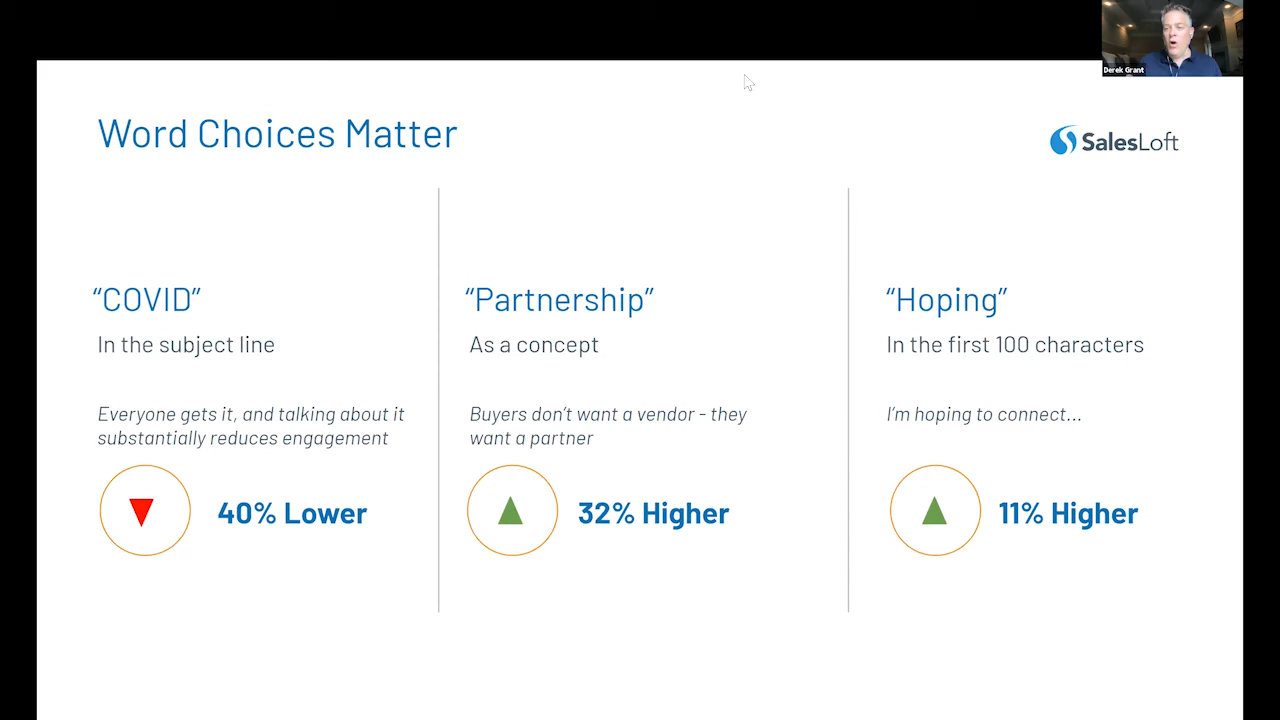 Derek Grant
Word Choices Matter
SalesLoft
“COVID”
In the subject line
Everyone gets it, and talking about it
substantially reduces engagement
40% Lower
“Partnership”
As a concept
Buyers don’t want a vendor - they
want a partner
32% Higher
“Hoping”
In the first 100 characters
I’m hoping to connect...
11% Higher